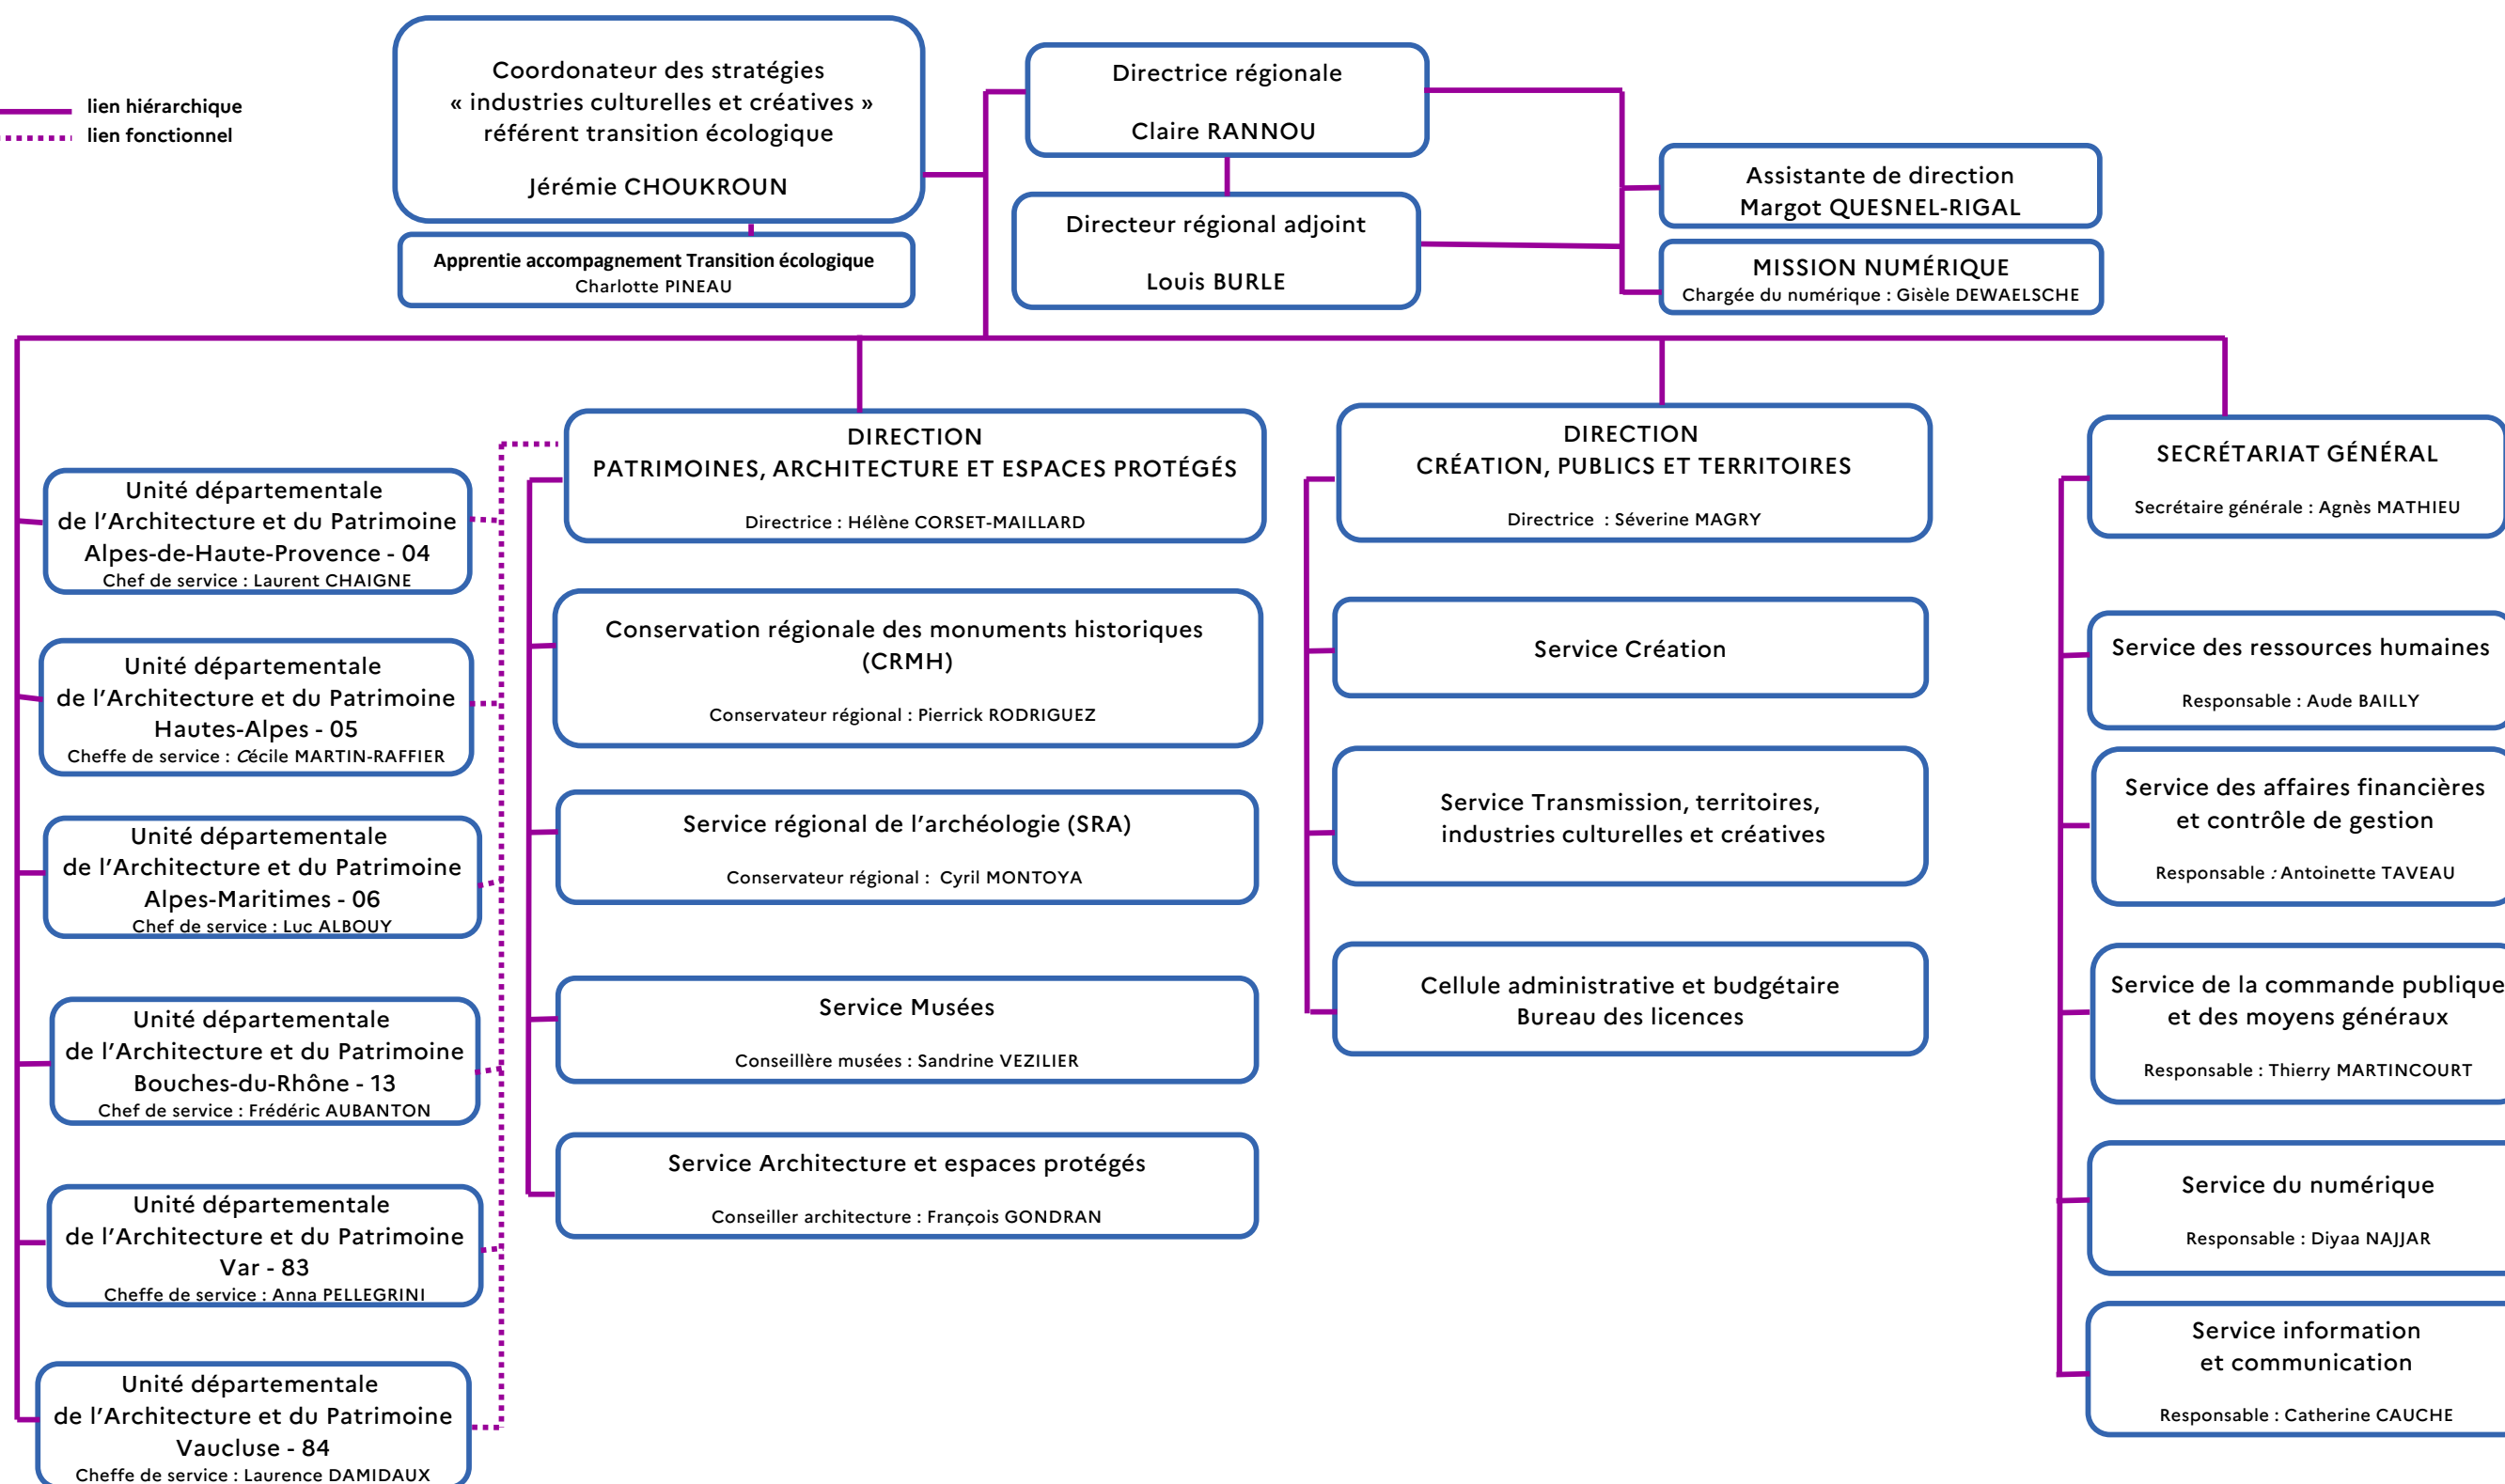 lien hiérarchique
lien fonctionnel
Coordonateur des stratégies
« industries culturelles et créatives »
référent transition écologique
Jérémie CHOUKROUN
Apprentie accompagnement Transition écologique
Charlotte PINEAU
Directrice régionale
Claire RANNOU
Directeur régional adjoint
Louis BURLE
Assistante de direction
Margot QUESNEL-RIGAL
MISSION NUMÉRIQUE
Chargée du numérique : Gisèle DEWAELSCHE
Unité départementale
de l'Architecture et du Patrimoine
Alpes-de-Haute-Provence - 04
Chef de service : Laurent CHAIGNE
Unité départementale
de l'Architecture et du Patrimoine
Hautes-Alpes - 05
Cheffe de service : Cécile MARTIN-RAFFIER
Unité départementale
de l'Architecture et du Patrimoine
Alpes-Maritimes - 06
Chef de service : Luc ALBOUY
Unité départementale
de l'Architecture et du Patrimoine
Bouches-du-Rhône - 13
Chef de service : Frédéric AUBANTON
Unité départementale
de l'Architecture et du Patrimoine
Var - 83
Cheffe de service : Anna PELLEGRINI
Unité départementale
de l'Architecture et du Patrimoine
Vaucluse - 84
Cheffe de service : Laurence DAMIDAUX
DIRECTION
PATRIMOINES, ARCHITECTURE ET ESPACES PROTÉGÉS
Directrice : Hélène CORSET-MAILLARD
Conservation régionale des monuments historiques
(CRMH)
Conservateur régional : Pierrick RODRIGUEZ
Service régional de l'archéologie (SRA)
Conservateur régional : Cyril MONTOYA
Service Musées
Conseillère musées : Sandrine VEZILIER
Service Architecture et espaces protégés
Conseiller architecture : François GONDRAN
DIRECTION
CRÉATION, PUBLICS ET TERRITOIRES
Directrice : Séverine MAGRY
Service Création
Service Transmission, territoires,
industries culturelles et créatives
Cellule administrative et budgétaire
Bureau des licences
SECRÉTARIAT GÉNÉRAL
Secrétaire générale : Agnès MATHIEU
Service des ressources humaines
Responsable : Aude BAILLY
Service des affaires financières
et contrôle de gestion
Responsable : Antoinette TAVEAU
Service de la commande publique
et des moyens généraux
Responsable : Thierry MARTINCOURT
Service du numérique
Responsable : Diyaa NAJJAR
Service information
et communication
Responsable : Catherine CAUCHE